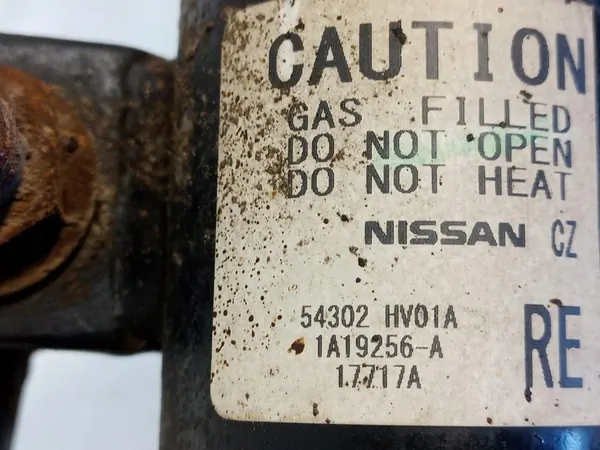 CAUTION
GAS FILLED
DO NOT OPEN
DO NOT HEAT
NISSAN CZ
54302 HV01A
1A19256-A
17717A
RE